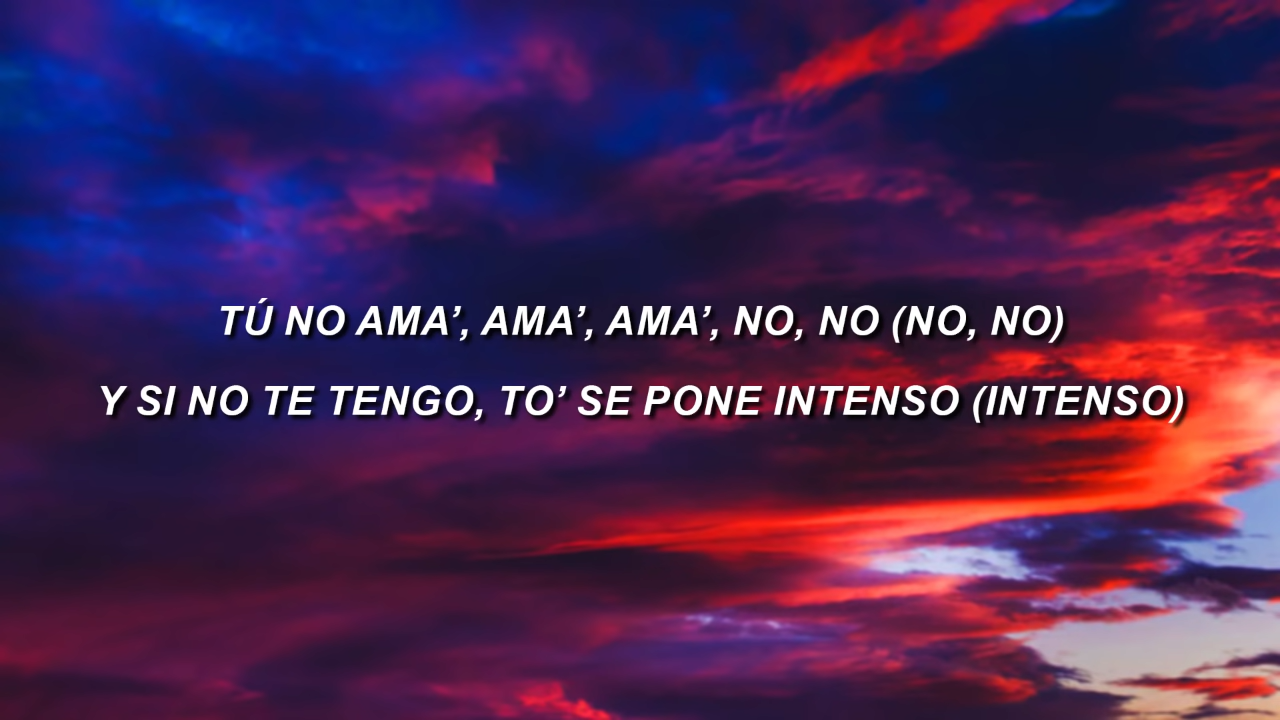 TÚ NO AMA’, AMA’, AMA’, NO, NO (NO, NO)
Y SI NO TE TENGO, TO’ SE PONE INTENSO (INTENSO)